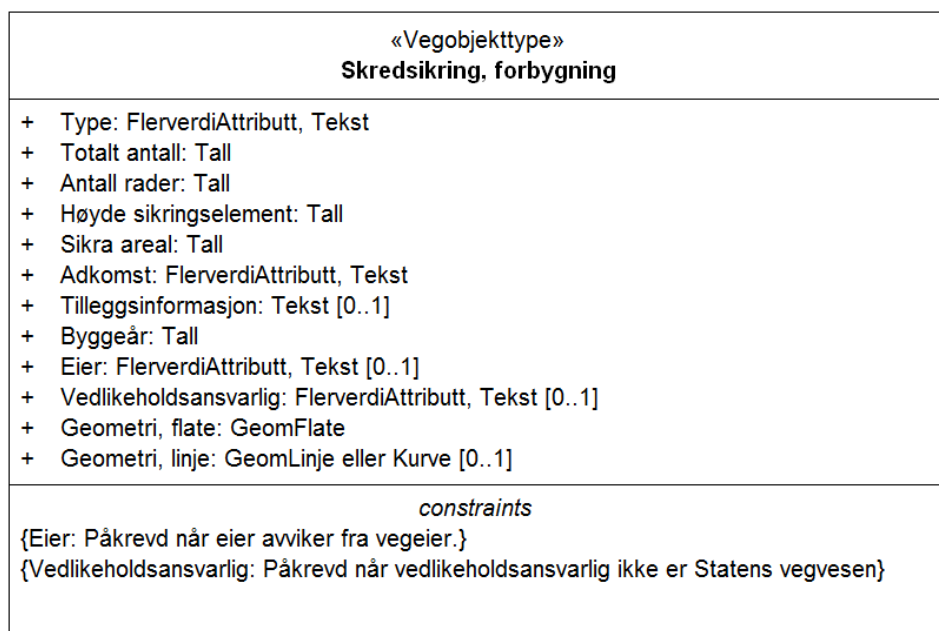 «Vegobjekttype»
Skredsikring, forbygning
+ Type: FlerverdiAttributt, Tekst
+ Totalt antall: Tall
+ Antall rader: Tall
+ Høyde sikringselement: Tall
+ Sikra areal: Tall
+ Adkomst: FlerverdiAttributt, Tekst
+ Tilleggsinformasjon: Tekst [0..1]
+ Byggeår: Tall
+ Eier: FlerverdiAttributt, Tekst [0..1]
+ Vedlikeholdsansvarlig: FlerverdiAttributt, Tekst [0..1]
+ Geometri, flate: GeomFlate
+ Geometri, linje: GeomLinje eller Kurve [0..1]
constraints
{Eier: Påkrevd når eier avviker fra vegeier.}
{Vedlikeholdsansvarlig: Påkrevd når vedlikeholdsansvarlig ikke er Statens vegvesen}